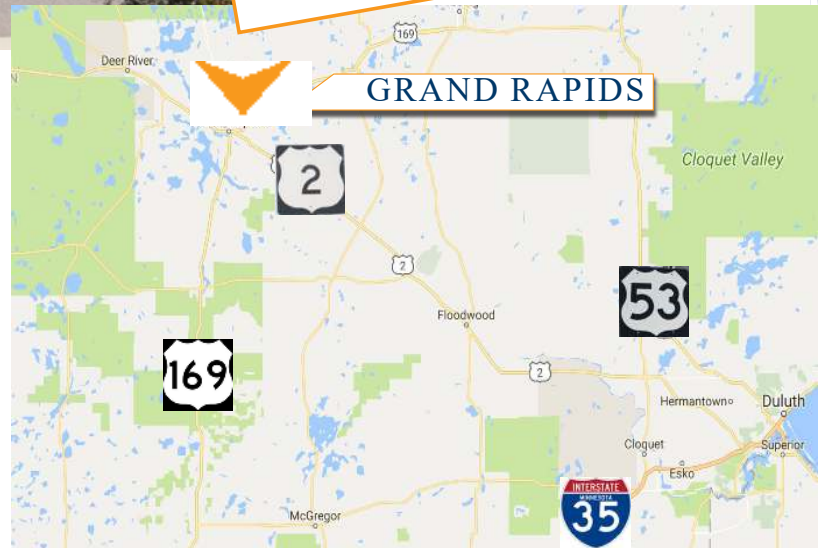 169
Deer River
GRAND RAPIDS
Cloquet Valley
2
2
53
Floodwood
169
2
Hermantown
Duluth
Cloquet
Superior
Esko
INTERSTATE
MINNESOTA
35
McGregor